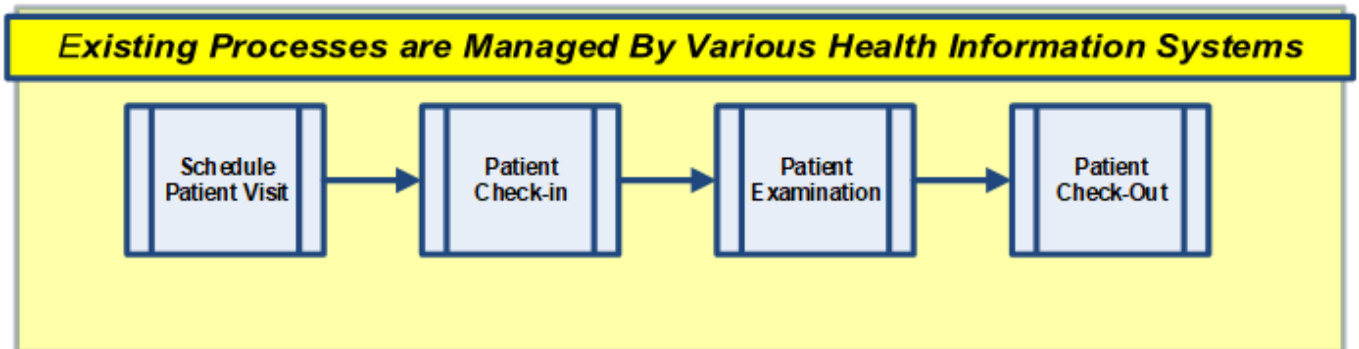 Existing Processes are Managed By Various Health Information Systems
Schedule
Patient Visit
Patient
Check-in
Patient
Examination
Patient
Check-Out